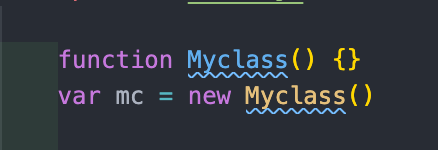 function Myclass() {}
var mc = new Myclass()